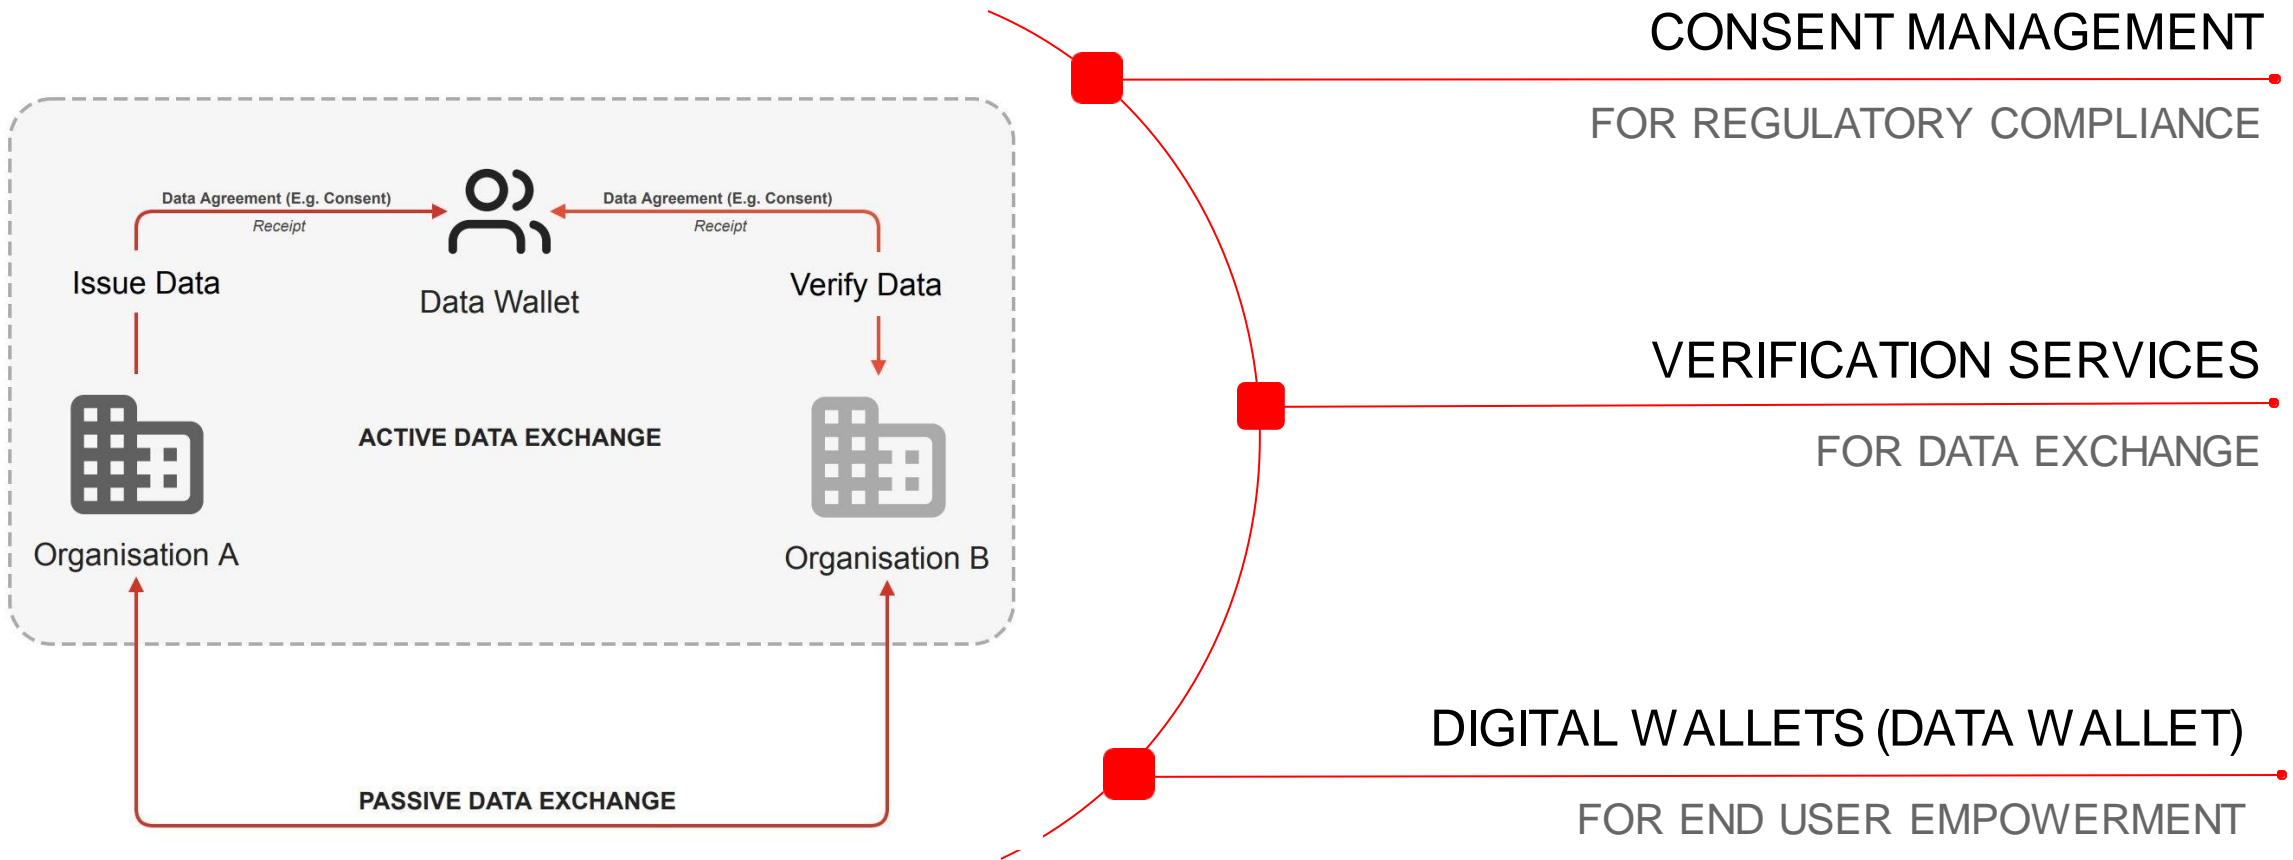 Data Agreement (E.g. Consent)
Receipt
Data Agreement (E.g. Consent)
Receipt
Issue Data
Data Wallet
Verify Data
ACTIVE DATA EXCHANGE
Organisation A
Organisation B
PASSIVE DATA EXCHANGE
CONSENT MANAGEMENT
FOR REGULATORY COMPLIANCE
VERIFICATION SERVICES
FOR DATA EXCHANGE
DIGITAL WALLETS (DATA WALLET)
FOR END USER EMPOWERMENT